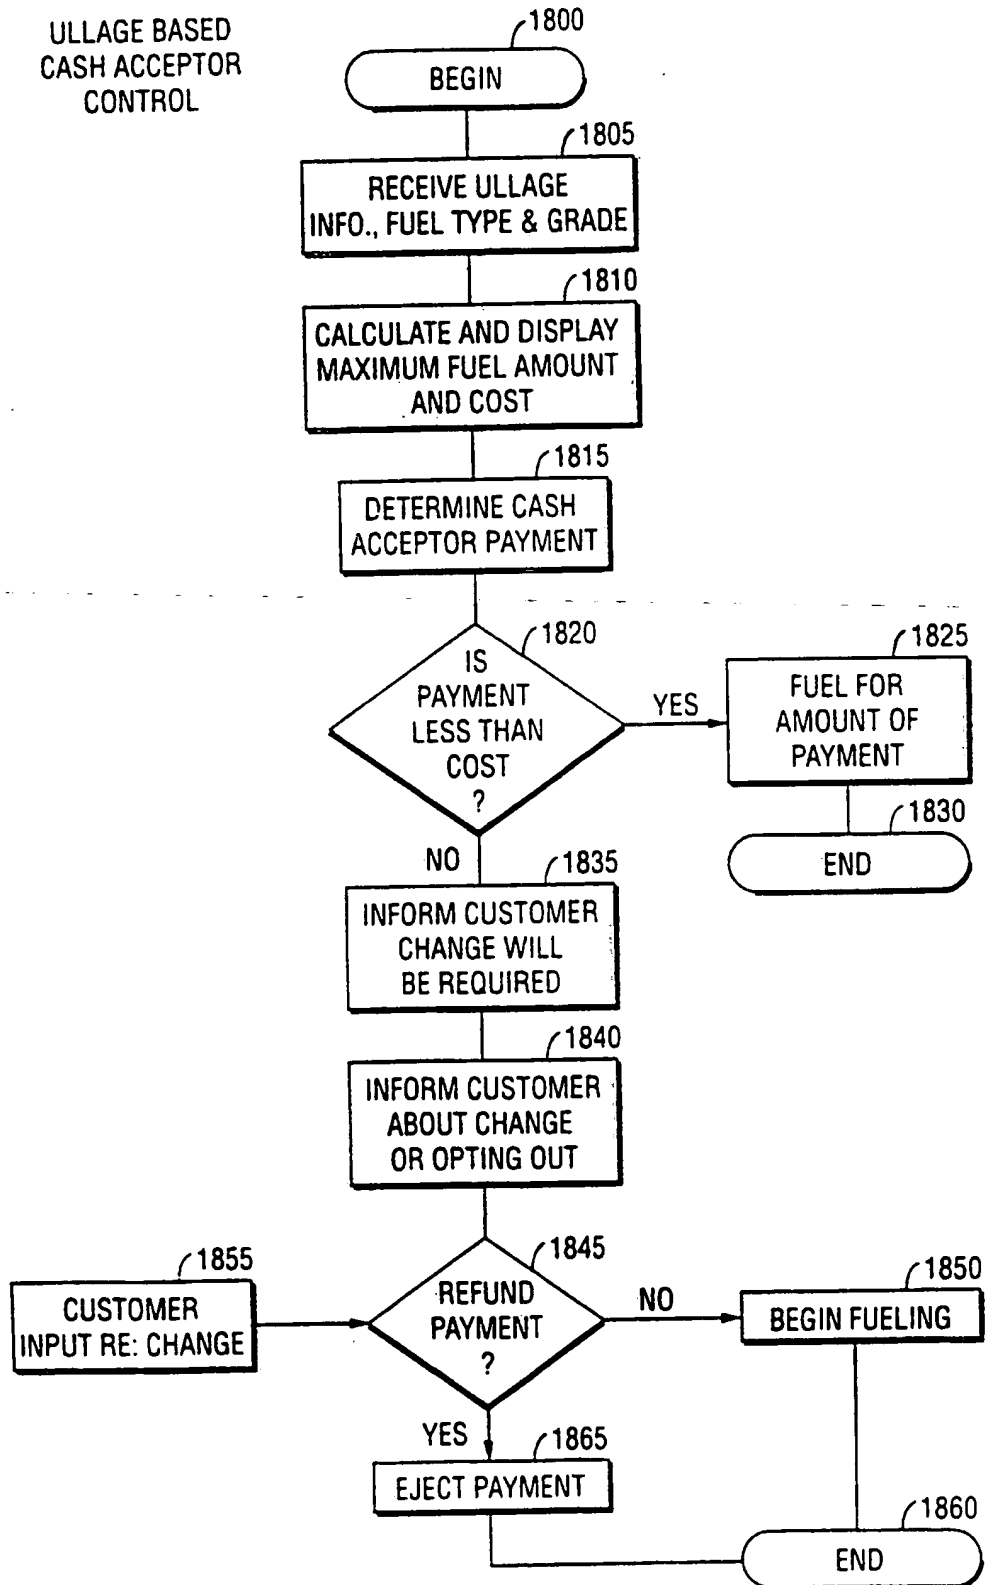 ULLAGE BASED
CASH ACCEPTOR
CONTROL
1800
BEGIN
1805
RECEIVE ULLAGE
INFO., FUEL TYPE & GRADE
1810
CALCULATE AND DISPLAY
MAXIMUM FUEL AMOUNT
AND COST
1815
DETERMINE CASH
ACCEPTOR PAYMENT
1820
IS
PAYMENT
LESS THAN
COST
?
YES
1825
FUEL FOR
AMOUNT OF
PAYMENT
1830
END
NO
1835
INFORM CUSTOMER
CHANGE WILL
BE REQUIRED
1840
INFORM CUSTOMER
ABOUT CHANGE
OR OPTING OUT
1855
CUSTOMER
INPUT RE: CHANGE
1845
REFUND
PAYMENT
?
NO
1850
BEGIN FUELING
YES
1865
EJECT PAYMENT
1860
END